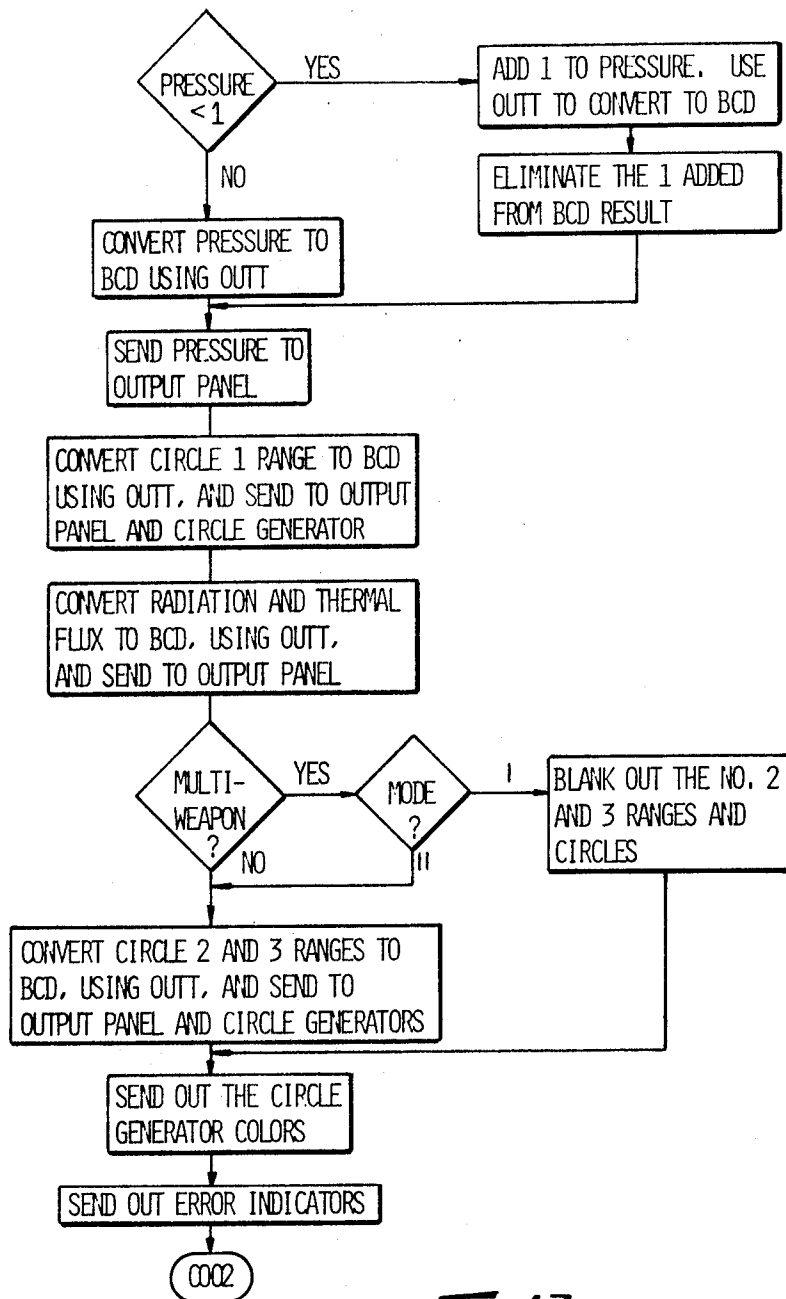 PRESSURE
< 1
YES
ADD 1 TO PRESSURE. USE
OUTT TO CONVERT TO BCD
NO
ELIMINATE THE 1 ADDED
FROM BCD RESULT
CONVERT PRESSURE TO
BCD USING OUTT
SEND PRESSURE TO
OUTPUT PANEL
CONVERT CIRCLE 1 RANGE TO BCD
USING OUTT, AND SEND TO OUTPUT
PANEL AND CIRCLE GENERATOR
CONVERT RADIATION AND THERMAL
FLUX TO BCD, USING OUTT,
AND SEND TO OUTPUT PANEL
MULTI-
WEAPON
?
YES
MODE
?
I
BLANK OUT THE NO. 2
AND 3 RANGES AND
CIRCLES
NO
II
CONVERT CIRCLE 2 AND 3 RANGES TO
BCD, USING OUTT, AND SEND TO
OUTPUT PANEL AND CIRCLE GENERATORS
SEND OUT THE CIRCLE
GENERATOR COLORS
SEND OUT ERROR INDICATORS